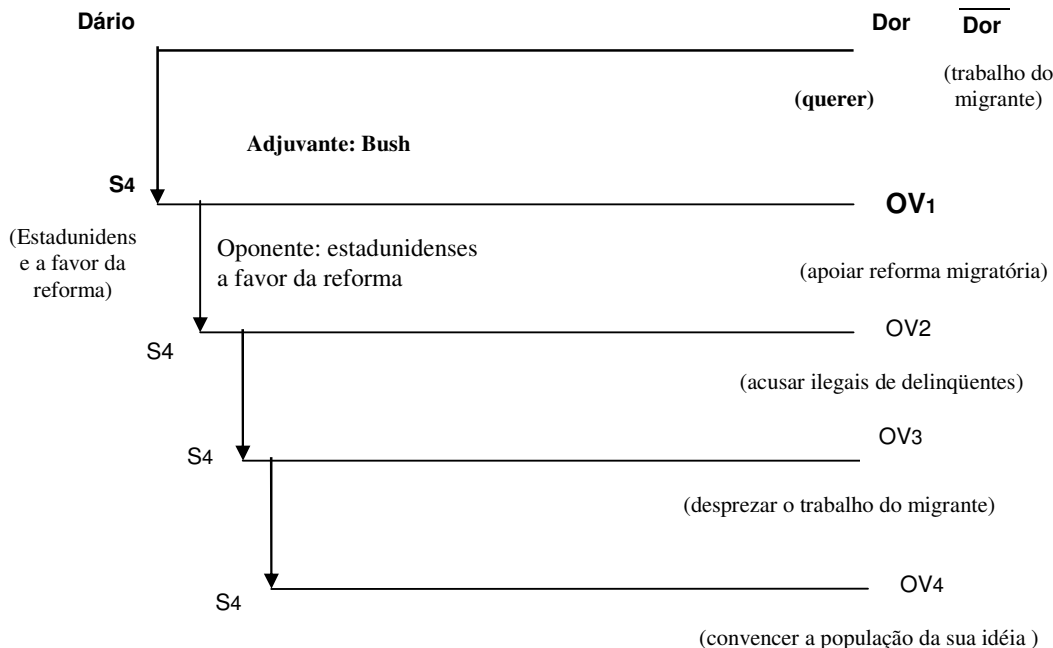 Dário Dor Dor
(trabalho do
migrante)
(querer)
Adjuvante: Bush
S4 OV1
(Estadunidens
e a favor da
reforma)
Oponente: estadunidenses
a favor da reforma
(apoiar reforma migratória)
S4 OV2
(acusar ilegais de delinqüentes)
S4 OV3
(desprezar o trabalho do migrante)
S4 OV4
(convencer a população da sua idéia )